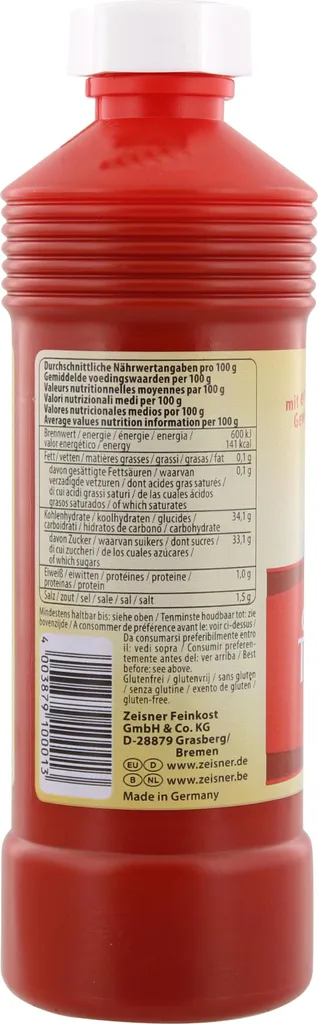 Durchschnittliche Nährwertangaben pro 100 g
Gemiddelde voedingswaarden per 100 g
Valeurs nutritionnelles moyennes par 100 g
Valori nutrizionali medi per 100 g
Valores nutricionales medios por 100 g
Average values nutrition information per 100 g
Brennwert / energie / énergie / energia / 600 kJ
valor energético / energy 141 kcal
Fett / vetten / matières grasses / grassi / grasas / fat 0,1 g
davon gesättigte Fettsäuren / waarvan 0,1 g
verzadigde vetzuren / dont acides gras saturés /
di cui acidi grassi saturi / de las cuales ácidos
grasos saturados / of which saturates
Kohlenhydrate / koolhydraten / glucides / 34,1 g
carboidrati / hidratos de carbono / carbohydrate
davon Zucker / waarvan suikers / dont sucres / 33,1 g
di cui zuccheri / de los cuales azúcares /
of which sugars
Eiweiß / eiwitten / protéines / proteine / 1,0 g
proteínas / protein
Salz / zout / sel / sale / sal / salt 1,5 g
Mindestens haltbar bis: siehe oben / Tenminste houdbaar tot: zie
bovenzijde / A consommer de préférence avant le: voir ci-dessus /
Da consumarsi preferibilmente entro
il: vedi sopra / Consumir preferen-
temente antes del: ver arriba / Best
before: see above.
Glutenfrei / glutenvrij / sans gluten
/ senza glutine / exento de gluten /
gluten-free.
Zeisner Feinkost
GmbH & Co. KG
D-28879 Grasberg/
Bremen
EU D www.zeisner.de
B NL www.zeisner.be
Made in Germany
4 003879 100013
mit